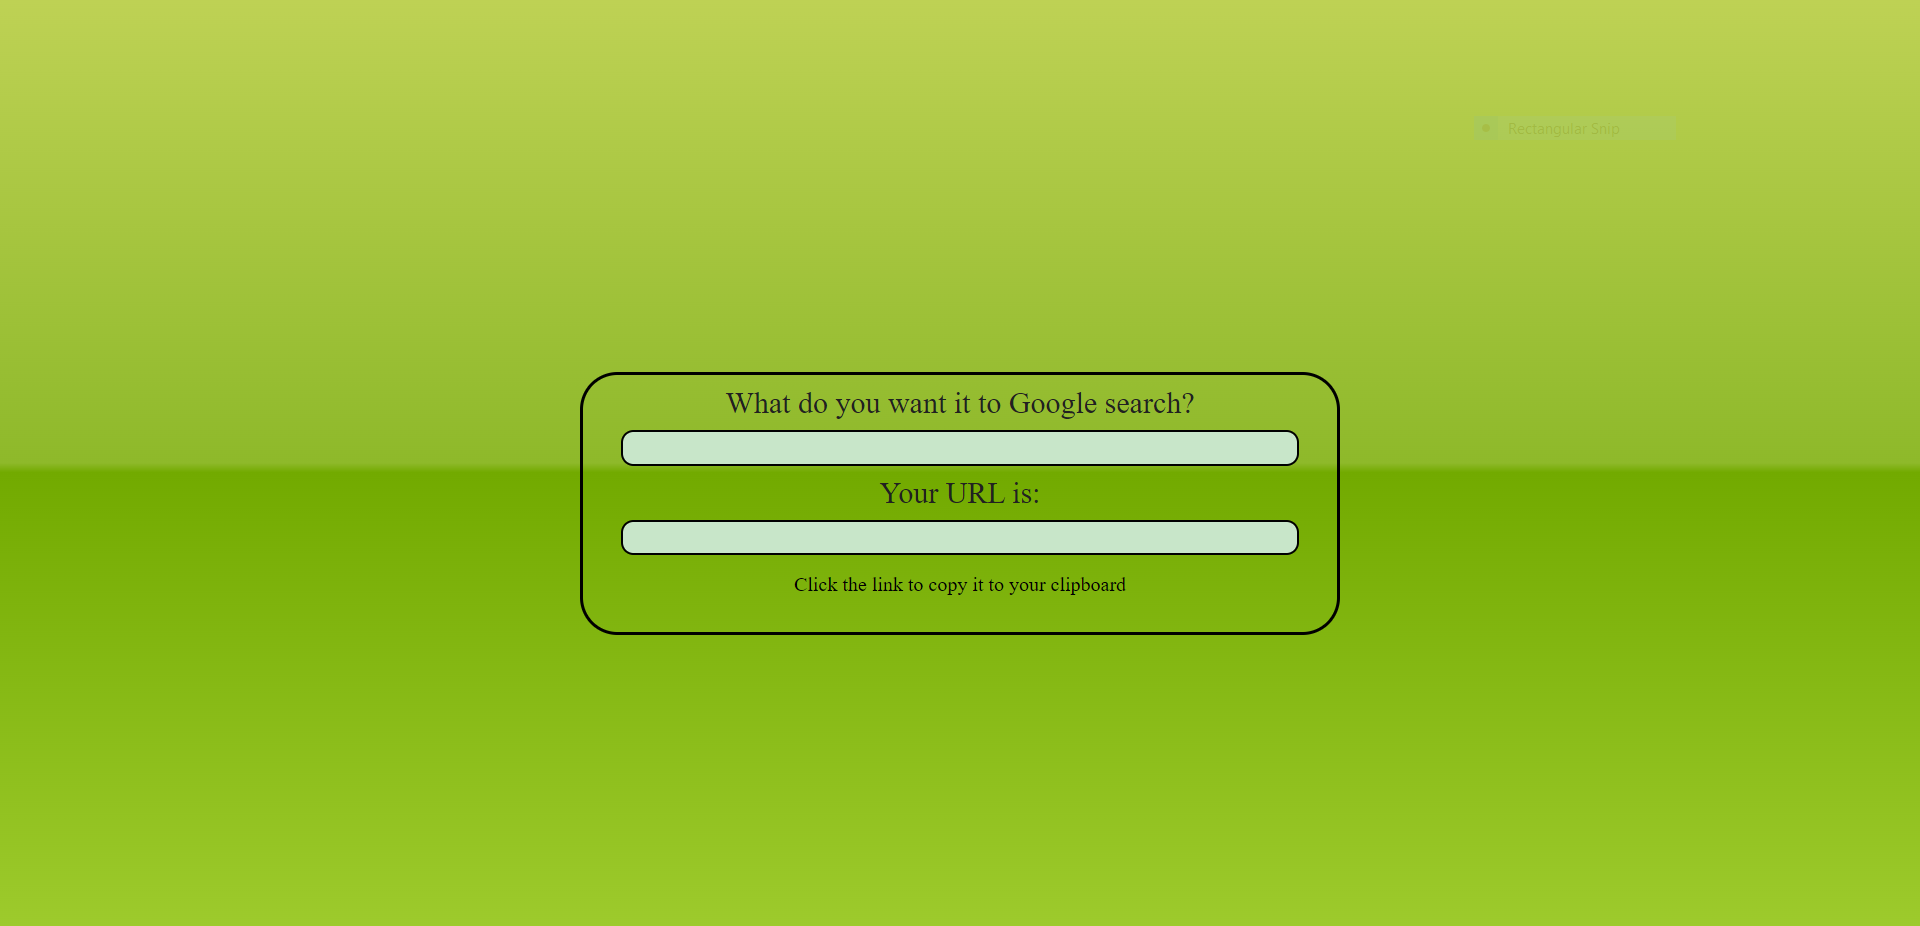 Rectangular Snip
What do you want it to Google search?
Your URL is:
Click the link to copy it to your clipboard